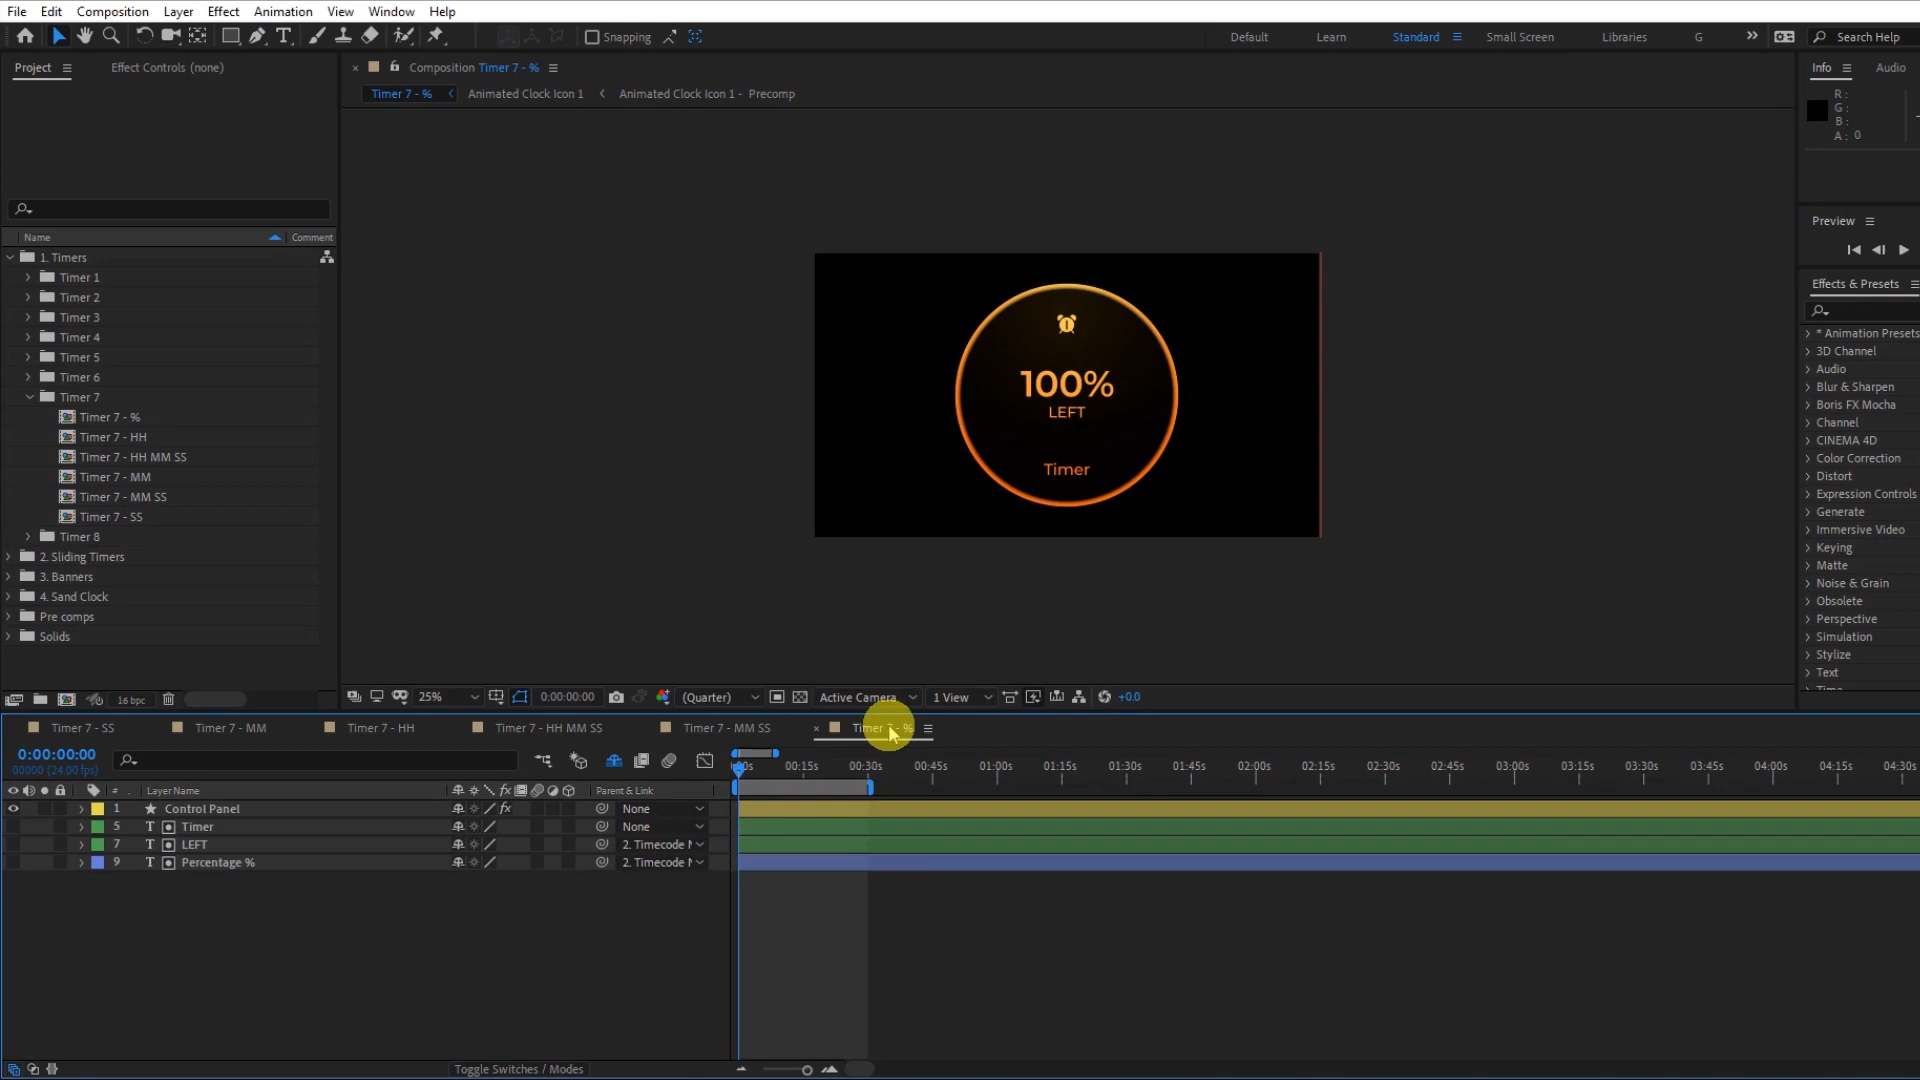 File Edit Composition Layer Effect Animation View Window Help
Snapping Default Learn Standard Small Screen Libraries G Search Help
Project Effect Controls (none) Composition Timer 7 - % Info Audio
Timer 7 - % Animated Clock Icon 1 Animated Clock Icon 1 - Precomp
R :
G :
B :
A : 0
Name Comment
1. Timers
Timer 1
Timer 2
Timer 3
Timer 4
Timer 5
Timer 6
Timer 7
Timer 7 - %
Timer 7 - HH
Timer 7 - HH MM SS
Timer 7 - MM
Timer 7 - MM SS
Timer 7 - SS
Timer 8
2. Sliding Timers
3. Banners
4. Sand Clock
Pre comps
Solids
16 bpc
100%
LEFT
Timer
Preview
Effects & Presets
* Animation Presets
3D Channel
Audio
Blur & Sharpen
Boris FX Mocha
Channel
CINEMA 4D
Color Correction
Distort
Expression Controls
Generate
Immersive Video
Keying
Matte
Noise & Grain
Obsolete
Perspective
Simulation
Stylize
Text
Time
25% 0:00:00:00 (Quarter) Active Camera 1 View +0.0
Timer 7 - SS Timer 7 - MM Timer 7 - HH Timer 7 - HH MM SS Timer 7 - MM SS Timer 7 - %
0:00:00:00
00000 (24.00 fps)
00:15s 00:30s 00:45s 01:00s 01:15s 01:30s 01:45s 02:00s 02:15s 02:30s 02:45s 03:00s 03:15s 03:30s 03:45s 04:00s 04:15s 04:30s
# Layer Name fx Parent & Link
1 Control Panel fx None
5 T Timer None
7 T LEFT 2. Timecode
9 T Percentage % 2. Timecode
Toggle Switches / Modes